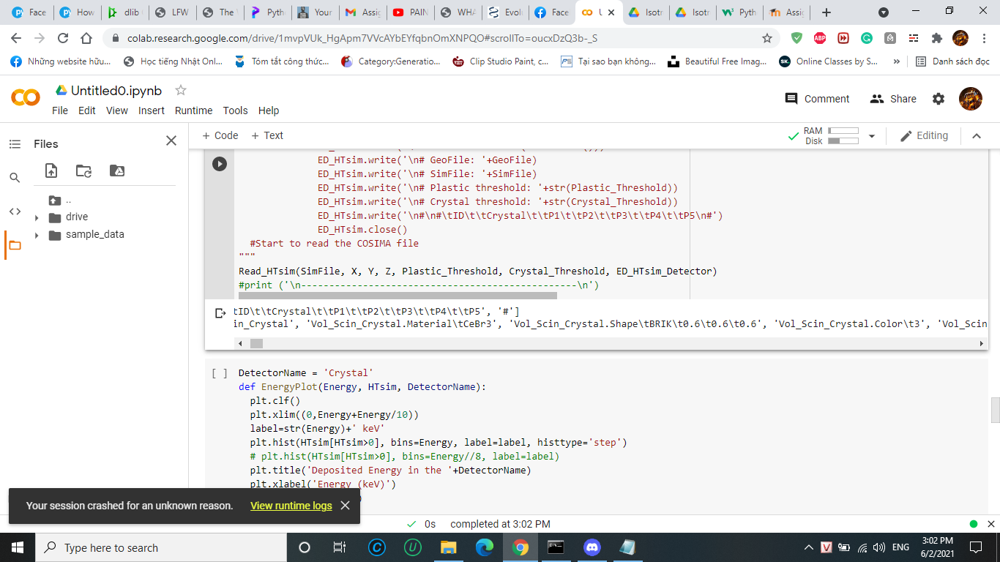 Face
How
dlib
LFW
The
Pyth
Your
Assig
PAIN
WHA
Evol
Face
U
Isotr
Isotr
Pyth
Assig
colab.research.google.com/drive/1mvpVUk_HgApm7VVcAYbEYfqbnOmXNPQO#scrollTo=oucxDzQ3b-_S
ABP
Những website hữu...
Học tiếng Nhật Onl...
Tóm tắt công thức...
Category:Generatio...
Clip Studio Paint, c...
Tại sao bạn không...
Beautiful Free Imag...
Online Classes by S...
»
Danh sách đọc
Untitled0.ipynb
File Edit View Insert Runtime Tools Help
Comment
Share
Files
+ Code + Text
RAM
Disk
Editing
..
drive
sample_data
ED_HTsim.write('\n# GeoFile: '+GeoFile)
ED_HTsim.write('\n# SimFile: '+SimFile)
ED_HTsim.write('\n# Plastic threshold: '+str(Plastic_Threshold))
ED_HTsim.write('\n# Crystal threshold: '+str(Crystal_Threshold))
ED_HTsim.write('\n#\n#\tID\t\tCrystal\t\tP1\t\tP2\t\tP3\t\tP4\t\tP5\n#')
ED_HTsim.close()
#Start to read the COSIMA file
"""
Read_HTsim(SimFile, X, Y, Z, Plastic_Threshold, Crystal_Threshold, ED_HTsim_Detector)
#print ('\n-----------------------------------------------\n')
tID\t\tCrystal\t\tP1\t\tP2\t\tP3\t\tP4\t\tP5', '#']
in_Crystal', 'Vol_Scin_Crystal.Material\tCeBr3', 'Vol_Scin_Crystal.Shape\tBRIK\t0.6\t0.6\t0.6', 'Vol_Scin_Crystal.Color\t3', 'Vol_Scin
[ ]
DetectorName = 'Crystal'
def EnergyPlot(Energy, HTsim, DetectorName):
plt.clf()
plt.xlim((0,Energy+Energy/10))
label=str(Energy)+' keV'
plt.hist(HTsim[HTsim>0], bins=Energy, label=label, histtype='step')
# plt.hist(HTsim[HTsim>0], bins=Energy//8, label=label)
plt.title('Deposited Energy in the '+DetectorName)
plt.xlabel('Energy (keV)')
Your session crashed for an unknown reason. View runtime logs
0s completed at 3:02 PM
Type here to search
ENG
3:02 PM
6/2/2021